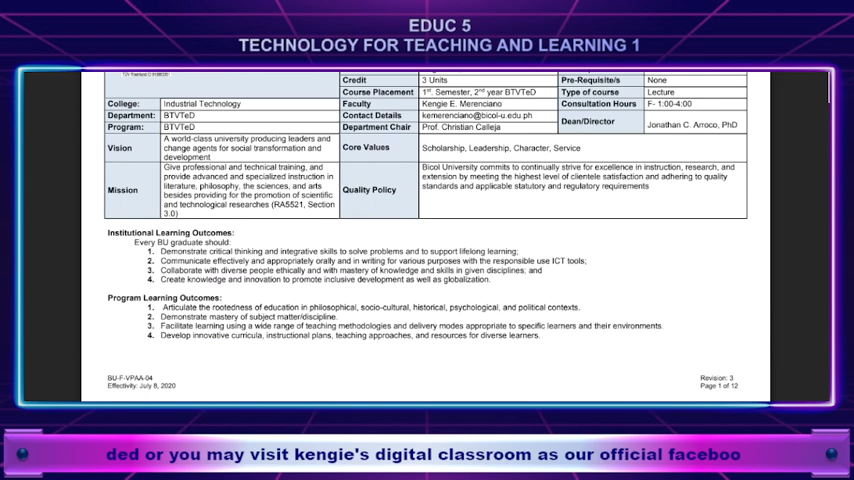 EDUC 5
TECHNOLOGY FOR TEACHING AND LEARNING 1
Credit 3 Units Pre-Requisite/s None
Course Placement 1st. Semester, 2nd year BTVTeD Type of course Lecture
College: Industrial Technology Faculty Kengie E. Merenciano Consultation Hours F- 1:00-4:00
Department: BTVTeD Contact Details kemerenciano@bicol-u.edu.ph Dean/Director Jonathan C. Arroco, PhD
Program: BTVTeD Department Chair Prof. Christian Calleja
Vision
A world-class university producing leaders and
change agents for social transformation and
development
Core Values
Scholarship, Leadership, Character, Service
Mission
Give professional and technical training, and
provide advanced and specialized instruction in
literature, philosophy, the sciences, and arts
besides providing for the promotion of scientific
and technological researches (RA5521, Section
3.0)
Quality Policy
Bicol University commits to continually strive for excellence in instruction, research, and
extension by meeting the highest level of clientele satisfaction and adhering to quality
standards and applicable statutory and regulatory requirements
Institutional Learning Outcomes:
Every BU graduate should:
1. Demonstrate critical thinking and integrative skills to solve problems and to support lifelong learning;
2. Communicate effectively and appropriately orally and in writing for various purposes with the responsible use ICT tools;
3. Collaborate with diverse people ethically and with mastery of knowledge and skills in given disciplines; and
4. Create knowledge and innovation to promote inclusive development as well as globalization.
Program Learning Outcomes:
1. Articulate the rootedness of education in philosophical, socio-cultural, historical, psychological, and political contexts.
2. Demonstrate mastery of subject matter/discipline.
3. Facilitate learning using a wide range of teaching methodologies and delivery modes appropriate to specific learners and their environments.
4. Develop innovative curricula, instructional plans, teaching approaches, and resources for diverse learners.
BU-F-VPAA-04 Revision: 3
Effectivity: July 8, 2020 Page 1 of 12
ded or you may visit kengie's digital classroom as our official faceboo